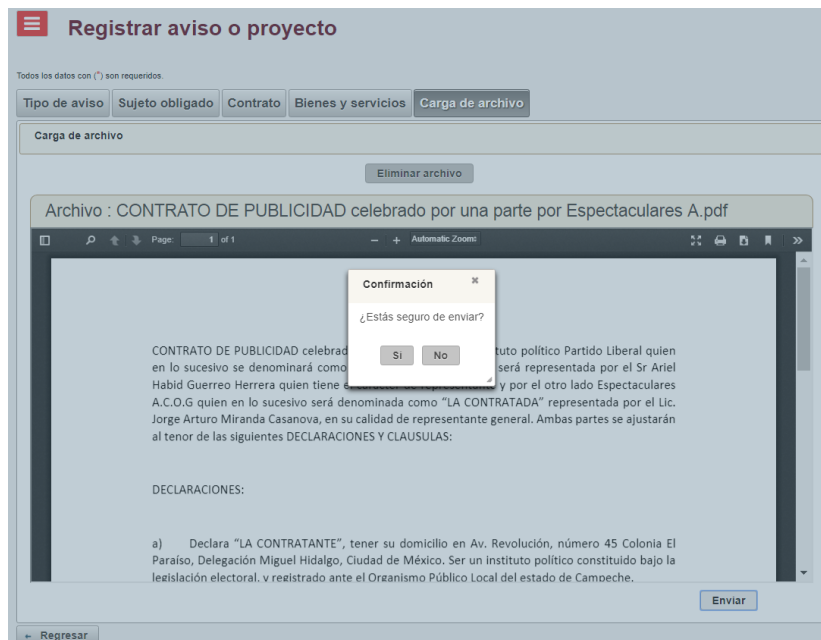 Registrar aviso o proyecto
Todos los datos con (*) son requeridos.
Tipo de aviso Sujeto obligado Contrato Bienes y servicios Carga de archivo
Carga de archivo
Eliminar archivo
Archivo : CONTRATO DE PUBLICIDAD celebrado por una parte por Espectaculares A.pdf
Page: 1 of 1 − + Automatic Zoom
Confirmación
¿Estás seguro de enviar?
Si No
CONTRATO DE PUBLICIDAD celebrad tuto político Partido Liberal quien
en lo sucesivo se denominará como será representada por el Sr Ariel
Habid Guerreo Herrera quien tiene el carácter de representante y por el otro lado Espectaculares
A.C.O.G quien en lo sucesivo será denominada como “LA CONTRATADA” representada por el Lic.
Jorge Arturo Miranda Casanova, en su calidad de representante general. Ambas partes se ajustarán
al tenor de las siguientes DECLARACIONES Y CLAUSULAS:
DECLARACIONES:
a) Declara “LA CONTRATANTE”, tener su domicilio en Av. Revolución, número 45 Colonia El
Paraíso, Delegación Miguel Hidalgo, Ciudad de México. Ser un instituto político constituido bajo la
legislación electoral, y registrado ante el Organismo Público Local del estado de Campeche.
Enviar
← Regresar